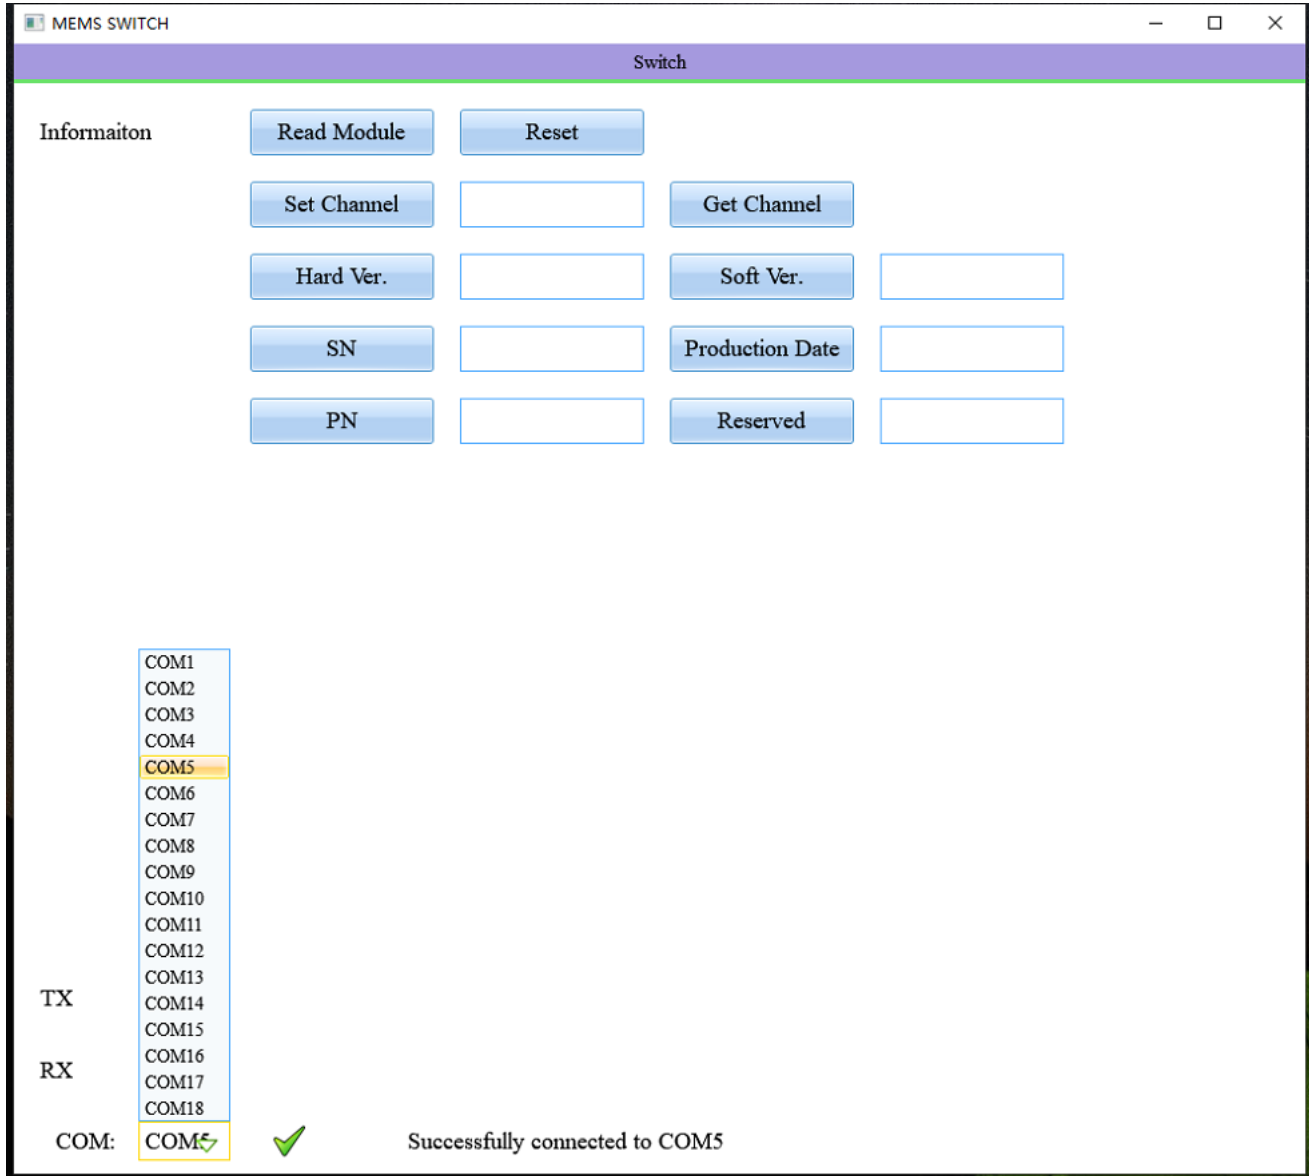 MEMS SWITCH
Switch
Informaiton Read Module Reset
Set Channel Get Channel
Hard Ver. Soft Ver.
SN Production Date
PN Reserved
COM1
COM2
COM3
COM4
COM5
COM6
COM7
COM8
COM9
COM10
COM11
COM12
COM13
TX
COM14
COM15
COM16
RX
COM17
COM18
COM: COM5 Successfully connected to COM5